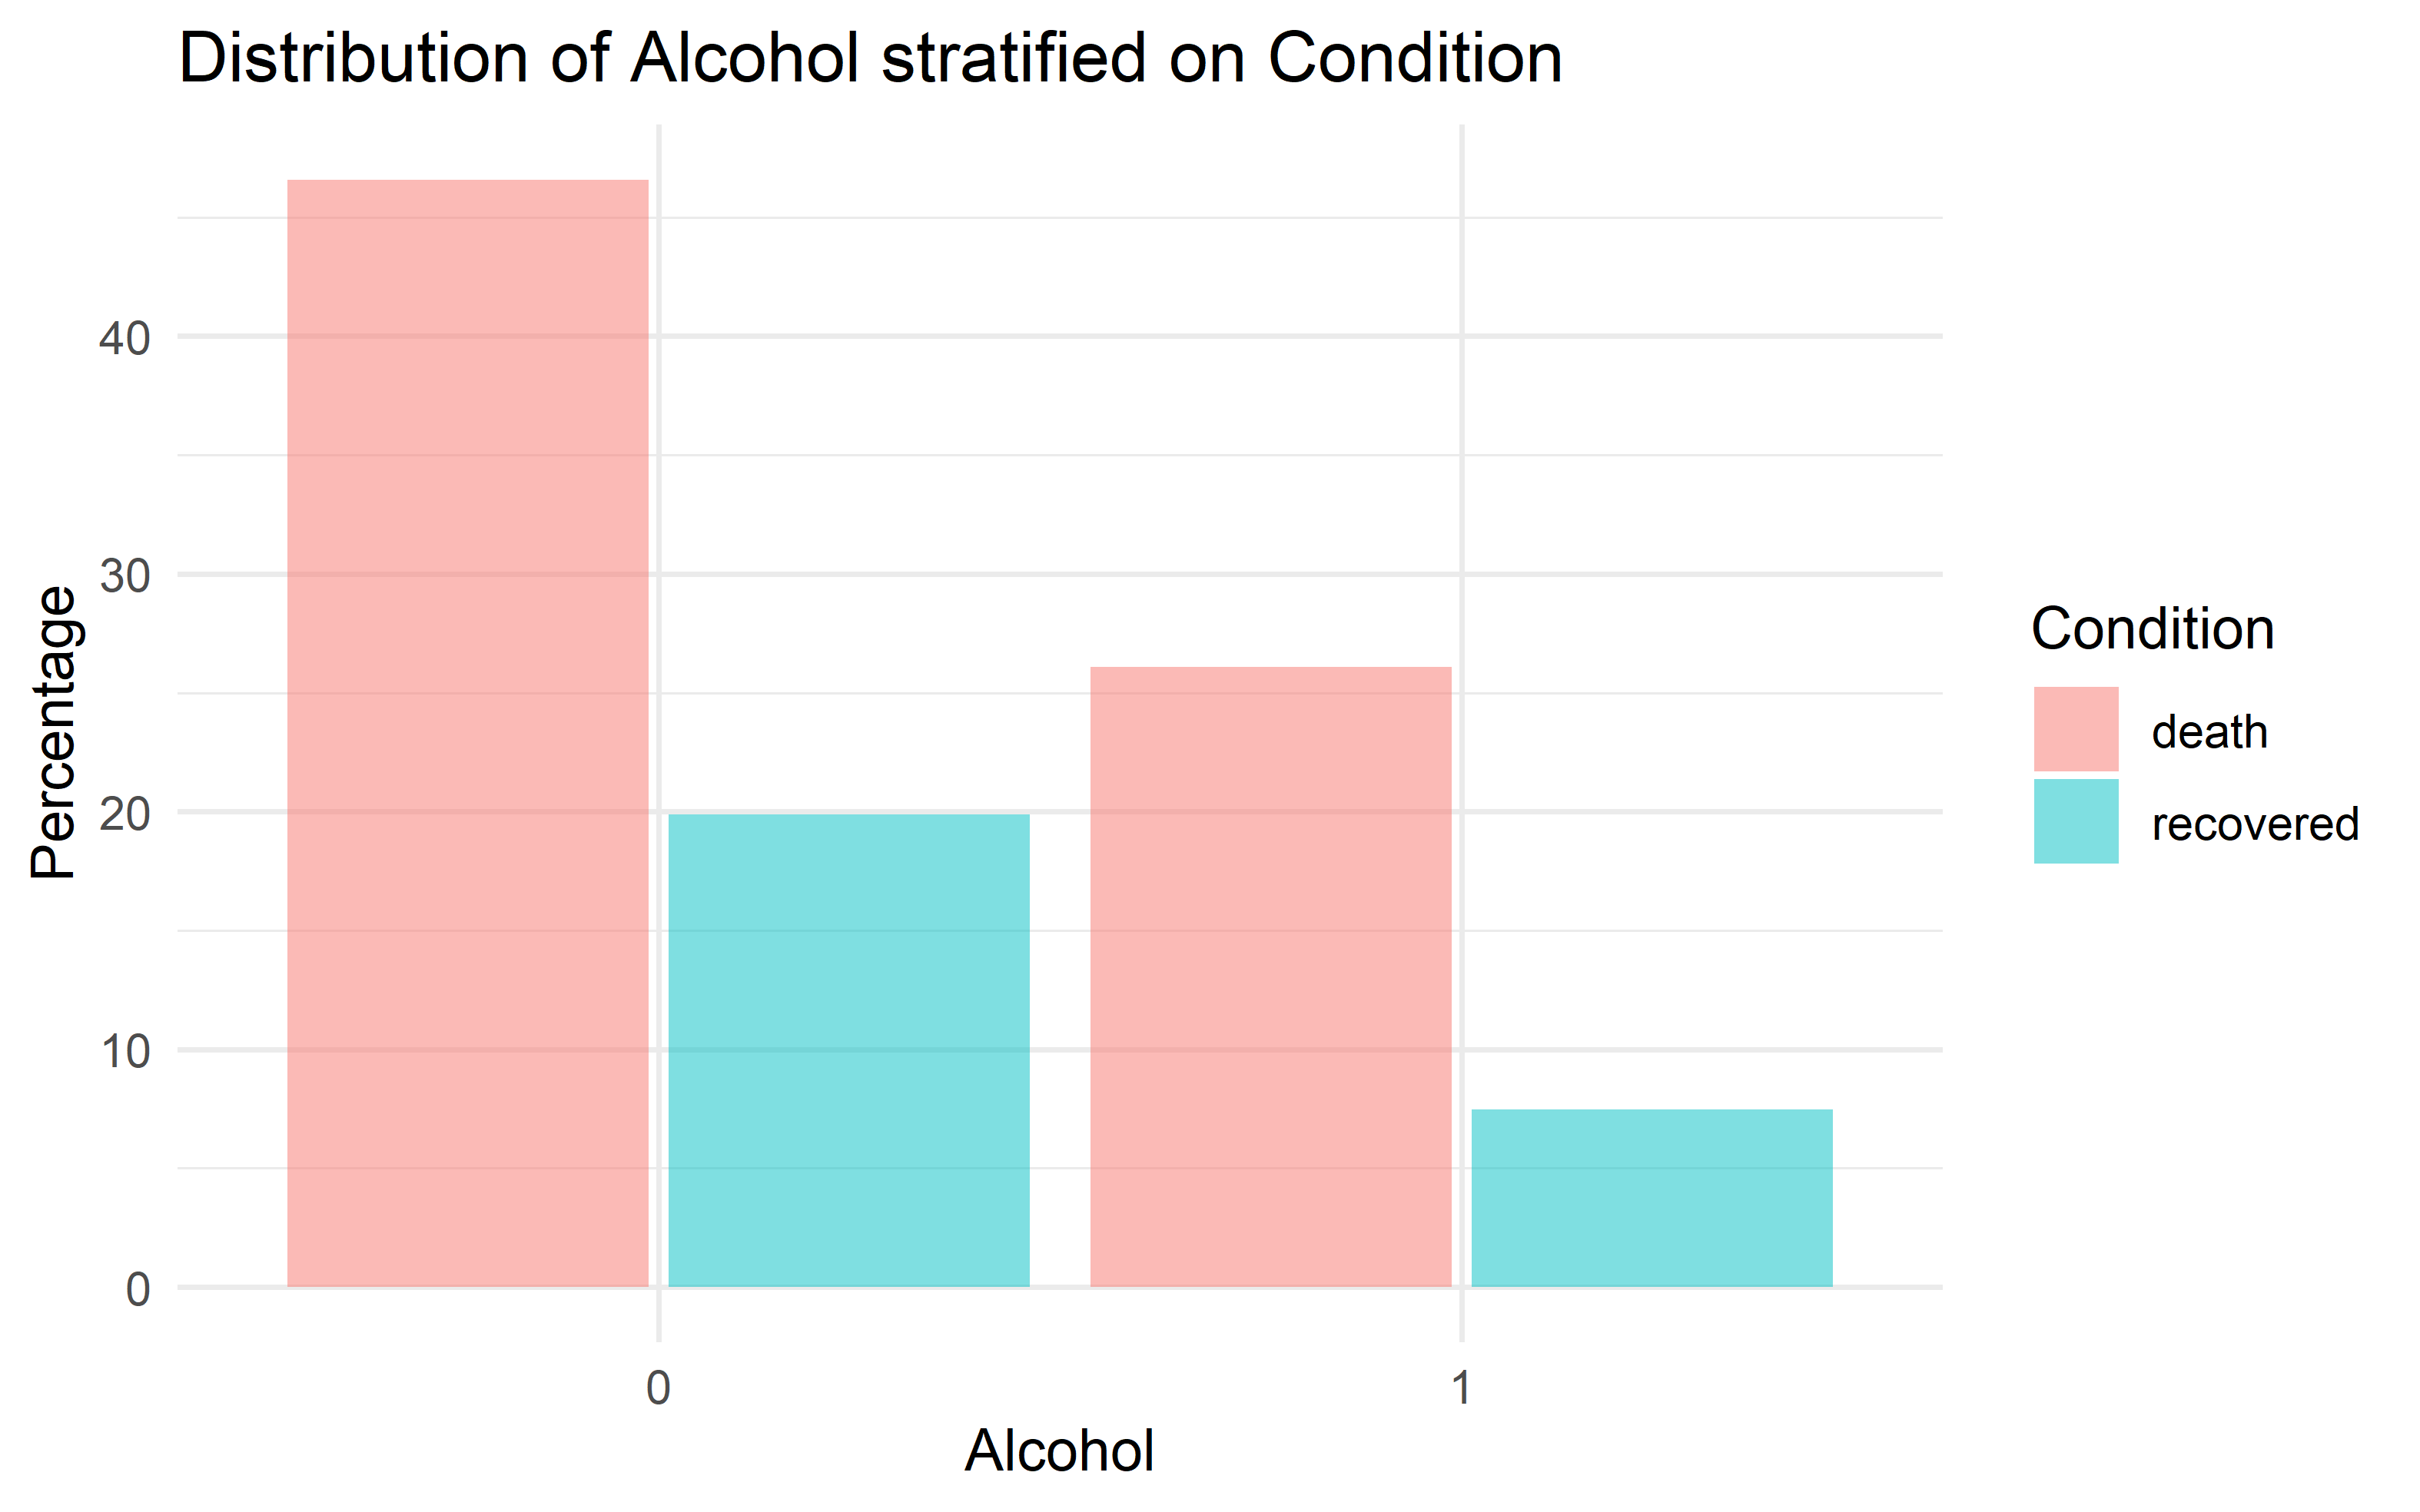 Distribution of Alcohol stratified on Condition
Percentage
40
30
20
10
0
0 1
Alcohol
Condition
death
recovered